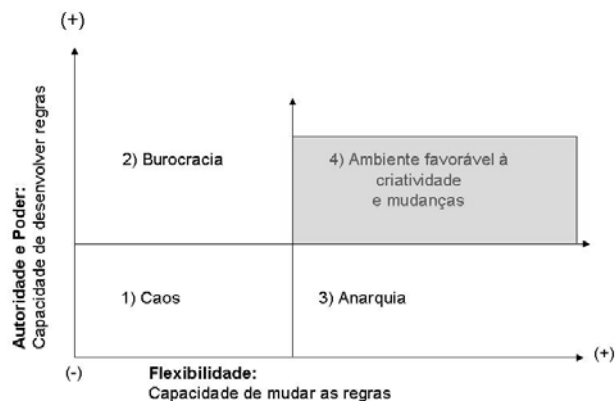 (+)
Autoridade e Poder:
Capacidade de desenvolver regras
2) Burocracia
4) Ambiente favorável à
criatividade
e mudanças
1) Caos
3) Anarquia
(-)
(+)
Flexibilidade:
Capacidade de mudar as regras